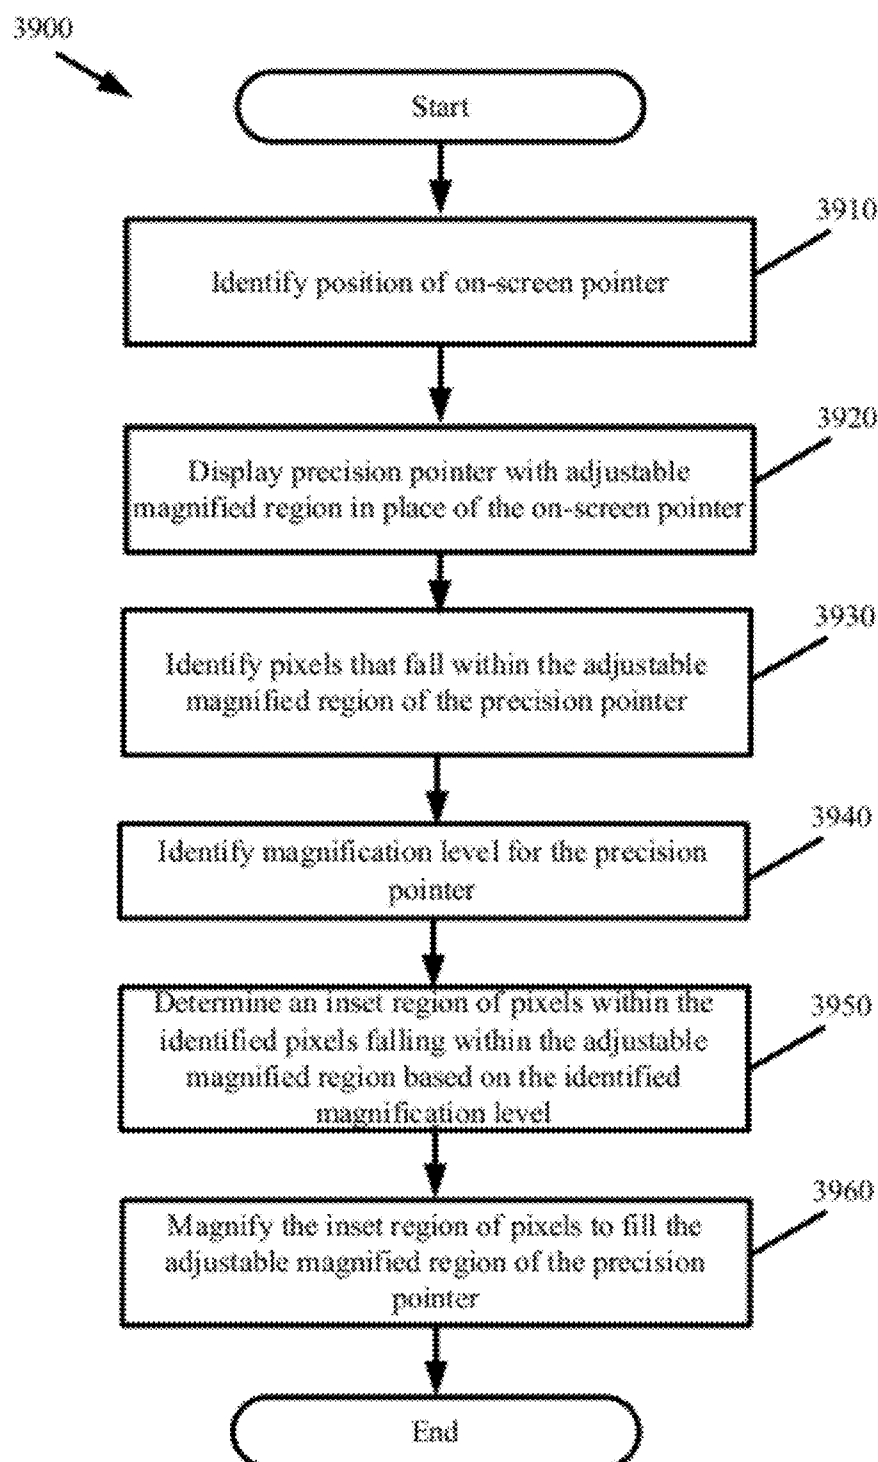 3900
Start
3910
Identify position of on-screen pointer
3920
Display precision pointer with adjustable
magnified region in place of the on-screen pointer
3930
Identify pixels that fall within the adjustable
magnified region of the precision pointer
3940
Identify magnification level for the precision
pointer
3950
Determine an inset region of pixels within the
identified pixels falling within the adjustable
magnified region based on the identified
magnification level
3960
Magnify the inset region of pixels to fill the
adjustable magnified region of the precision
pointer
End